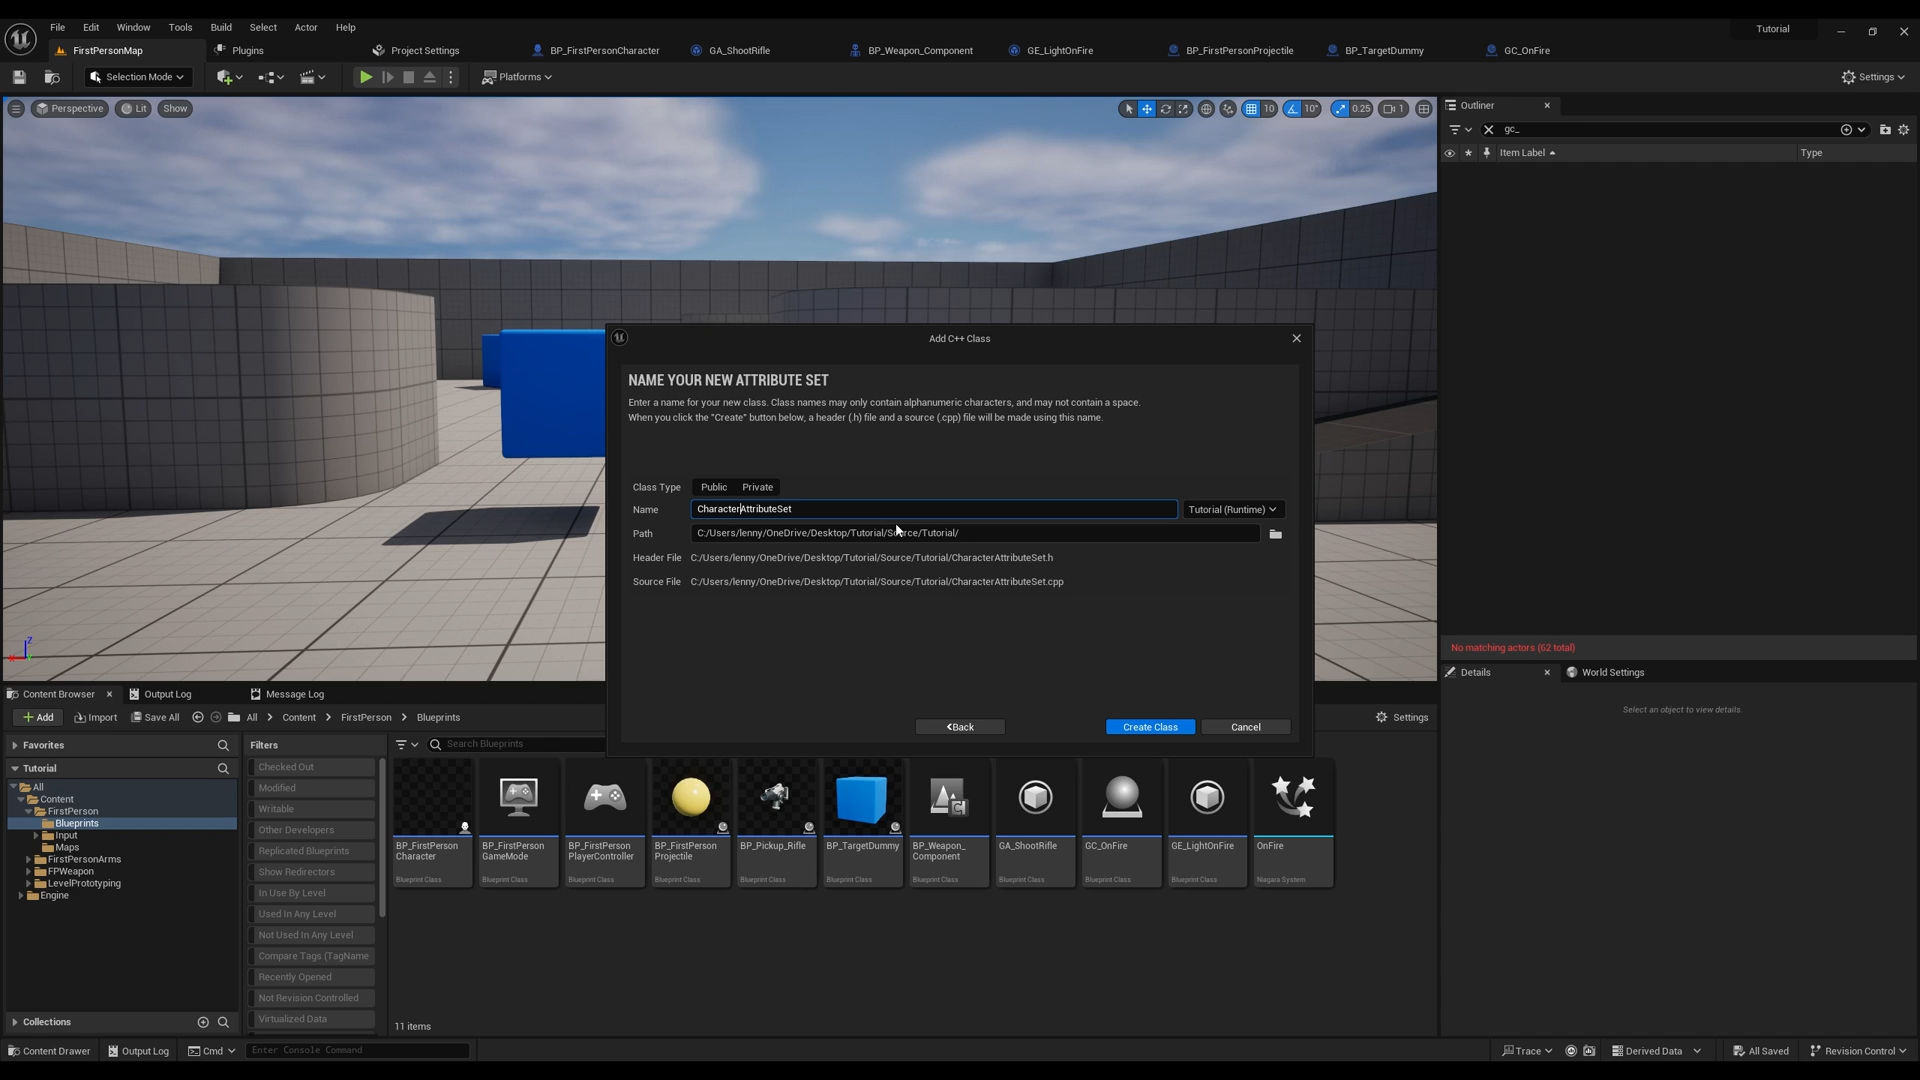 File Edit Window Tools Build Select Actor Help
Tutorial
FirstPersonMap Plugins Project Settings BP_FirstPersonCharacter GA_ShootRifle BP_Weapon_Component GE_LightOnFire BP_FirstPersonProjectile BP_TargetDummy GC_OnFire
Selection Mode Platforms Settings
Perspective Lit Show 10 10° 0.25 1
Outliner
gc_
Item Label Type
Add C++ Class
NAME YOUR NEW ATTRIBUTE SET
Enter a name for your new class. Class names may only contain alphanumeric characters, and may not contain a space.
When you click the "Create" button below, a header (.h) file and a source (.cpp) file will be made using this name.
Class Type Public Private
Name CharacterAttributeSet Tutorial (Runtime)
Path C:/Users/lenny/OneDrive/Desktop/Tutorial/Source/Tutorial/
Header File C:/Users/lenny/OneDrive/Desktop/Tutorial/Source/Tutorial/CharacterAttributeSet.h
Source File C:/Users/lenny/OneDrive/Desktop/Tutorial/Source/Tutorial/CharacterAttributeSet.cpp
Back Create Class Cancel
Z
No matching actors (62 total)
Details World Settings
Select an object to view details.
Content Browser Output Log Message Log
Add Import Save All All Content FirstPerson Blueprints Settings
Favorites
Tutorial
All
Content
FirstPerson
Blueprints
Input
Maps
FirstPersonArms
FPWeapon
LevelPrototyping
Engine
Collections
Filters
Checked Out
Modified
Writable
Other Developers
Replicated Blueprints
Show Redirectors
In Use By Level
Used In Any Level
Not Used In Any Level
Compare Tags (TagName
Recently Opened
Not Revision Controlled
Virtualized Data
Search Blueprints
BP_FirstPerson
Character
Blueprint Class
BP_FirstPerson
GameMode
Blueprint Class
BP_FirstPerson
PlayerController
Blueprint Class
BP_FirstPerson
Projectile
Blueprint Class
BP_Pickup_Rifle
Blueprint Class
BP_TargetDummy
Blueprint Class
BP_Weapon_
Component
Blueprint Class
GA_ShootRifle
Blueprint Class
GC_OnFire
Blueprint Class
GE_LightOnFire
Blueprint Class
OnFire
Niagara System
11 items
Content Drawer Output Log Cmd Enter Console Command Trace Derived Data All Saved Revision Control